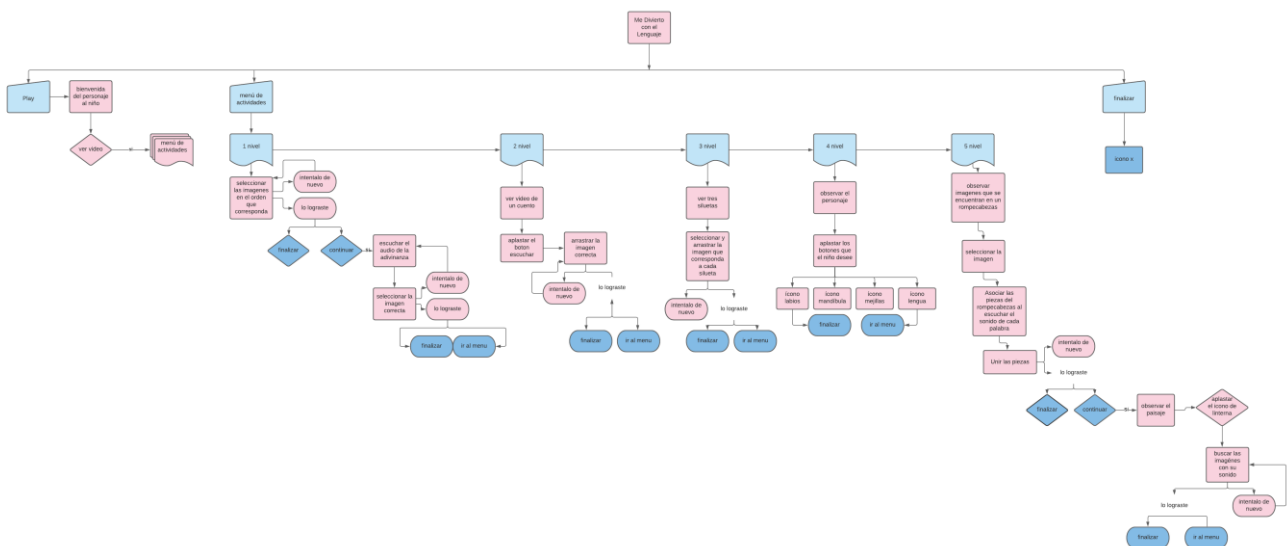 Me Divierto
con el
Lenguaje
Play
bienvenida
del personaje
al niño
ver video
si
menú de
actividades
menú de
actividades
finalizar
icono x
1 nivel
seleccionar
las imagenes
en el orden
que
corresponda
intentalo de
nuevo
lo lograste
finalizar
continuar
si
escuchar el
audio de la
adivinanza
seleccionar la
imagen
correcta
intentalo de
nuevo
lo lograste
finalizar
ir al menu
2 nivel
ver video de
un cuento
aplastar el
boton
escuchar
arrastrar la
imagen
correcta
intentalo de
nuevo
lo lograste
finalizar
ir al menu
3 nivel
ver tres
siluetas
seleccionar y
arrastrar la
imagen que
corresponda
a cada
silueta
intentalo de
nuevo
lo lograste
finalizar
ir al menu
4 nivel
observar el
personaje
aplastar los
botones que
el niño desee
icono
labios
icono
mandíbula
icono
mejillas
icono
lengua
finalizar
ir al menu
5 nivel
observar
imagenes que se
encuentran en un
rompecabezas
seleccionar la
imagen
Asociar las
piezas del
rompecabezas al
escuchar el
sonido de cada
palabra
Unir las piezas
intentalo de
nuevo
lo lograste
finalizar
continuar
si
observar el
paisaje
aplastar
el icono de
linterna
buscar las
imagénes
con su
sonido
lo lograste
intentalo de
nuevo
finalizar
ir al menu